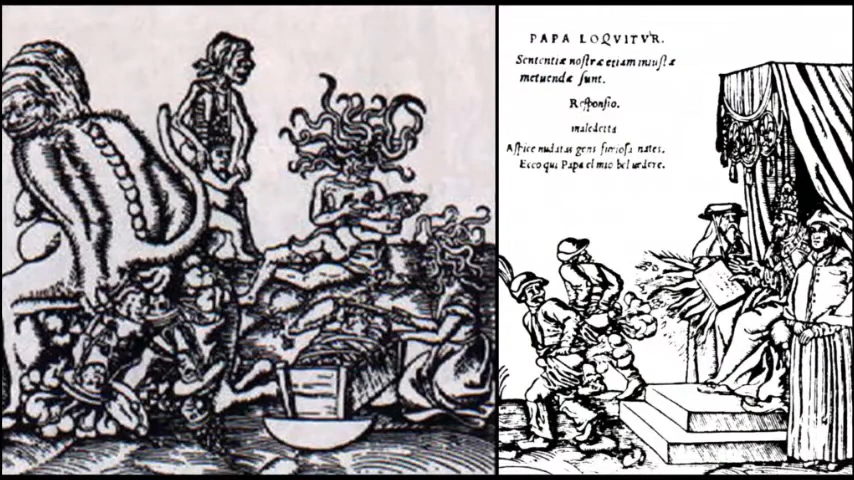 PAPA LOQVITVR.
Sententiæ nostræ etiam iniustæ
metuendæ sunt.
Responsio.
maledetta
Aspice nudatas gens furiosa nates.
Ecco qui Papa el mio bel uedere.